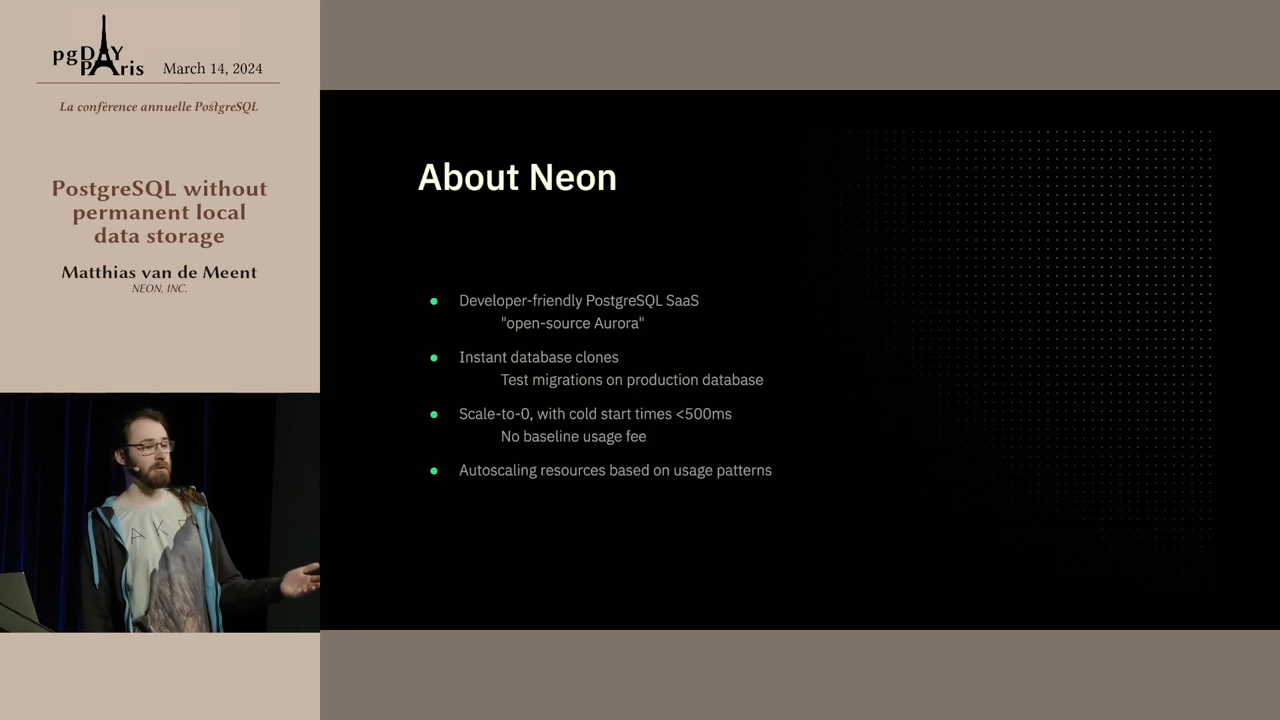 pgDAY
PAris
March 14, 2024
La conférence annuelle PostgreSQL
PostgreSQL without
permanent local
data storage
Matthias van de Meent
NEON, INC.
About Neon
Developer-friendly PostgreSQL SaaS
"open-source Aurora"
Instant database clones
Test migrations on production database
Scale-to-0, with cold start times <500ms
No baseline usage fee
Autoscaling resources based on usage patterns